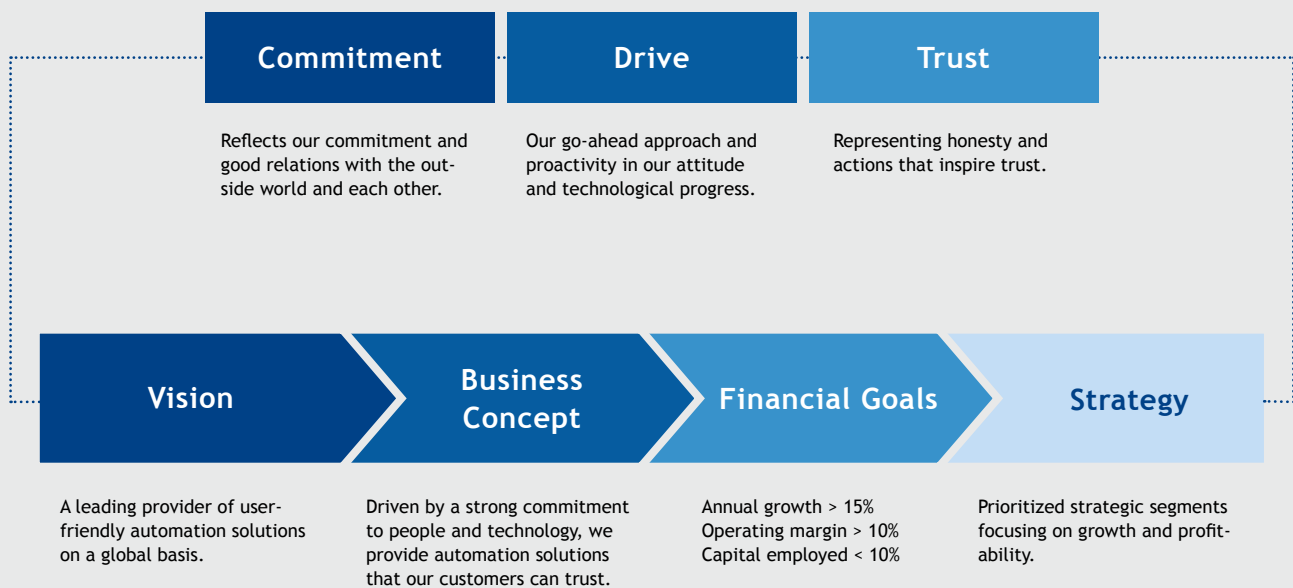 Commitment
Drive
Trust
Reflects our commitment and
good relations with the out-
side world and each other.
Our go-ahead approach and
proactivity in our attitude
and technological progress.
Representing honesty and
actions that inspire trust.
Vision
Business
Concept
Financial Goals
Strategy
A leading provider of user-
friendly automation solutions
on a global basis.
Driven by a strong commitment
to people and technology, we
provide automation solutions
that our customers can trust.
Annual growth > 15%
Operating margin > 10%
Capital employed < 10%
Prioritized strategic segments
focusing on growth and profit-
ability.